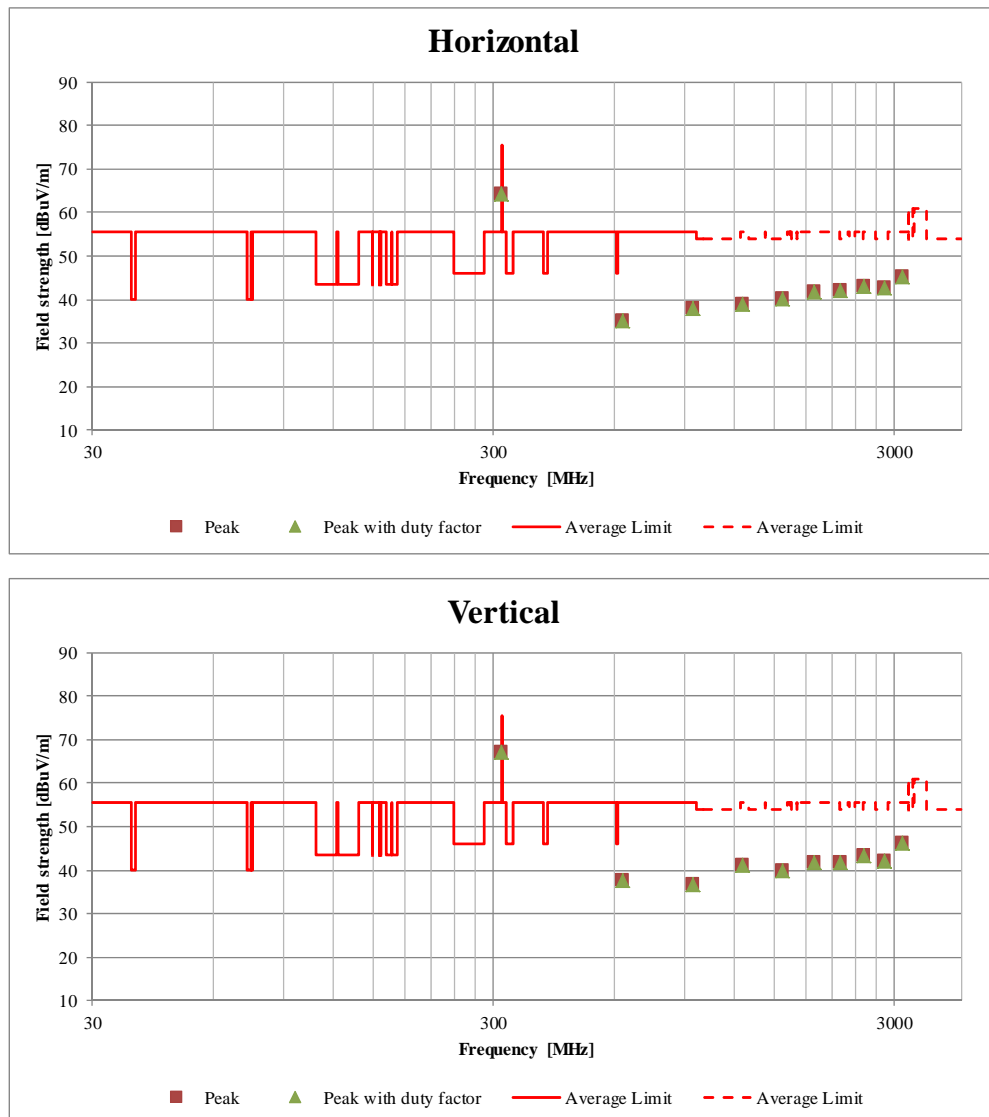 Horizontal
90
80
70
60
50
40
30
20
10
Field strength [dBuV/m]
30 300 3000
Frequency [MHz]
Peak Peak with duty factor Average Limit Average Limit
Vertical
90
80
70
60
50
40
30
20
10
Field strength [dBuV/m]
30 300 3000
Frequency [MHz]
Peak Peak with duty factor Average Limit Average Limit